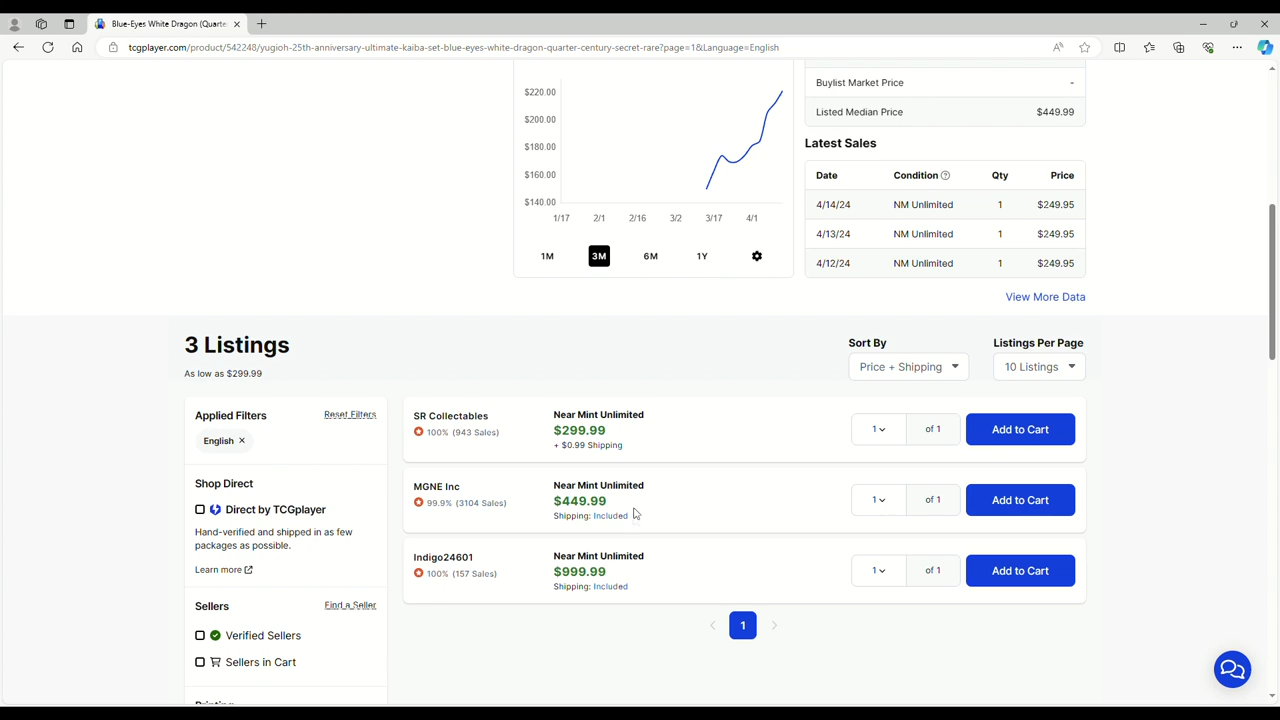 Blue-Eyes White Dragon (Quarte
tcgplayer.com/product/542248/yugioh-25th-anniversary-ultimate-kaiba-set-blue-eyes-white-dragon-quarter-century-secret-rare?page=1&Language=English
$220.00
$200.00
$180.00
$160.00
$140.00
1/17 2/1 2/16 3/2 3/17 4/1
1M 3M 6M 1Y
Buylist Market Price -
Listed Median Price $449.99
Latest Sales
Date Condition Qty Price
4/14/24 NM Unlimited 1 $249.95
4/13/24 NM Unlimited 1 $249.95
4/12/24 NM Unlimited 1 $249.95
View More Data
3 Listings
As low as $299.99
Sort By
Price + Shipping
Listings Per Page
10 Listings
Applied Filters Reset Filters
English
Shop Direct
Direct by TCGplayer
Hand-verified and shipped in as few
packages as possible.
Learn more
Sellers Find a Seller
Verified Sellers
Sellers in Cart
SR Collectables
100% (943 Sales)
Near Mint Unlimited
$299.99
+ $0.99 Shipping
1 of 1 Add to Cart
MGNE Inc
99.9% (3104 Sales)
Near Mint Unlimited
$449.99
Shipping: Included
1 of 1 Add to Cart
Indigo24601
100% (157 Sales)
Near Mint Unlimited
$999.99
Shipping: Included
1 of 1 Add to Cart
1